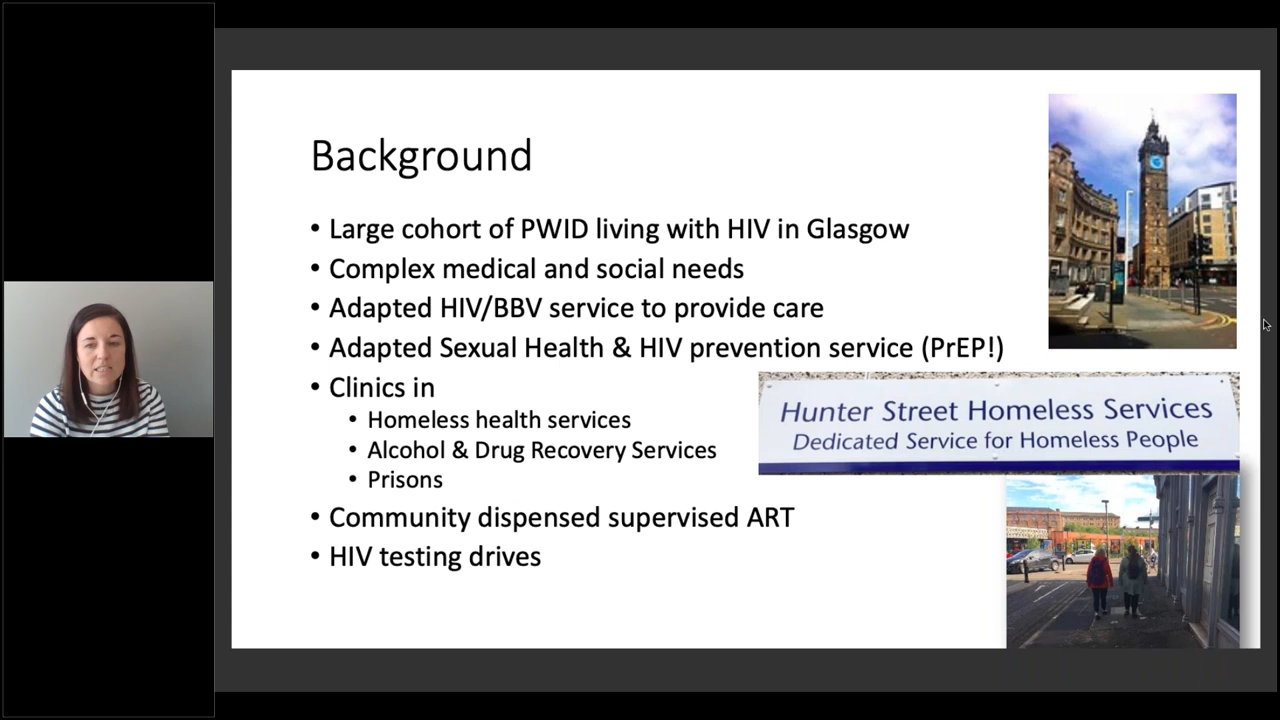 Background
• Large cohort of PWID living with HIV in Glasgow
• Complex medical and social needs
• Adapted HIV/BBV service to provide care
• Adapted Sexual Health & HIV prevention service (PrEP!)
• Clinics in
• Homeless health services
• Alcohol & Drug Recovery Services
• Prisons
• Community dispensed supervised ART
• HIV testing drives
Hunter Street Homeless Services
Dedicated Service for Homeless People